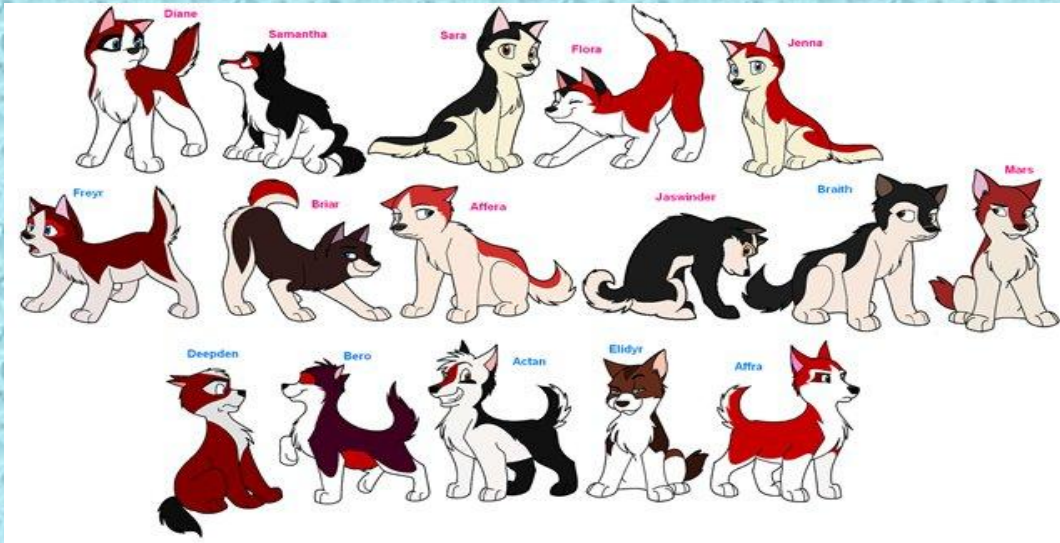 Diane
Samantha
Sara
Flora
Jenna
Freyr
Briar
Affera
Jaswinder
Braith
Mars
Deepden
Bero
Actan
Elidyr
Affra